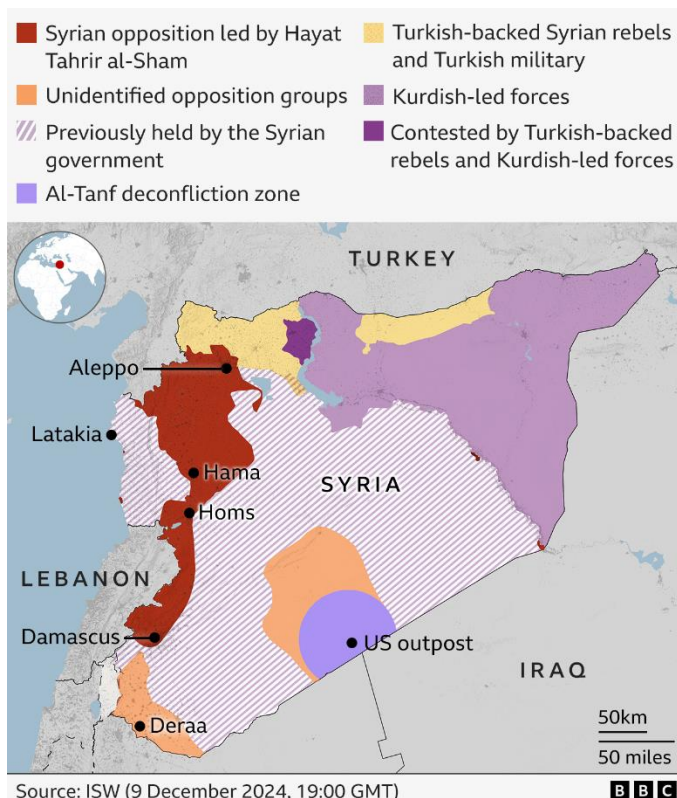 Syrian opposition led by Hayat
Tahrir al-Sham
Unidentified opposition groups
Previously held by the Syrian
government
Al-Tanf deconfliction zone
Turkish-backed Syrian rebels
and Turkish military
Kurdish-led forces
Contested by Turkish-backed
rebels and Kurdish-led forces
TURKEY
Aleppo
Latakia
Hama
SYRIA
Homs
LEBANON
Damascus
US outpost
IRAQ
Deraa
50km
50 miles
Source: ISW (9 December 2024, 19:00 GMT)
BBC